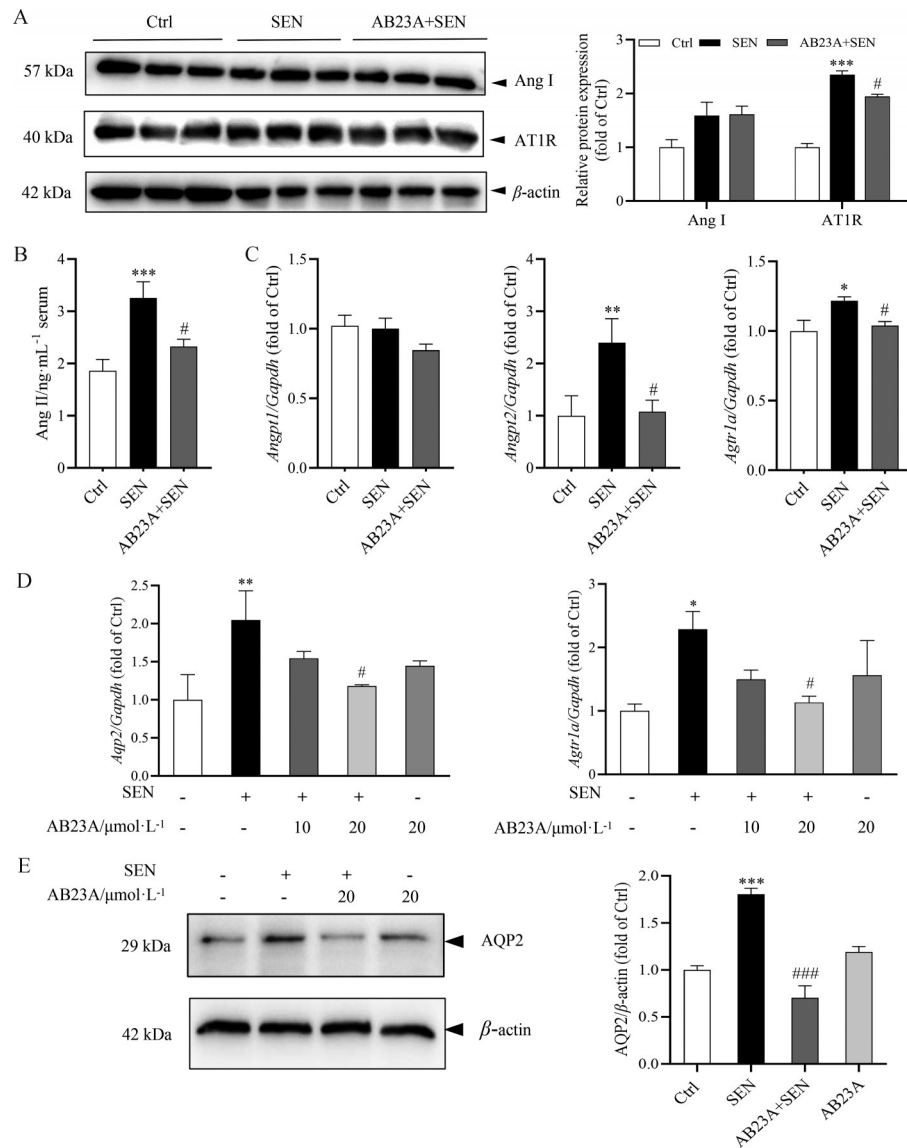 A
Ctrl SEN AB23A+SEN
57 kDa
Ang I
40 kDa
AT1R
42 kDa
β-actin
Ctrl SEN AB23A+SEN
Relative protein expression
(fold of Ctrl)
3
2
1
0
***
#
Ang I AT1R
B
Ang II/ng·mL⁻¹ serum
4
3
2
1
0
***
#
Ctrl
SEN
AB23A+SEN
C
Angpt1/Gapdh (fold of Ctrl)
1.5
1.0
0.5
0.0
Ctrl
SEN
AB23A+SEN
Angpt2/Gapdh (fold of Ctrl)
4
3
2
1
0
**
#
Ctrl
SEN
AB23A+SEN
Agtr1a/Gapdh (fold of Ctrl)
1.5
1.0
0.5
0.0
*
#
Ctrl
SEN
AB23A+SEN
D
Aqp2/Gapdh (fold of Ctrl)
2.5
2.0
1.5
1.0
0.5
0.0
**
#
SEN - + + + -
AB23A/μmol·L⁻¹ - - 10 20 20
Agtr1a/Gapdh (fold of Ctrl)
3
2
1
0
*
#
SEN - + + + -
AB23A/μmol·L⁻¹ - - 10 20 20
E
SEN - + + -
AB23A/μmol·L⁻¹ - - 20 20
29 kDa
AQP2
42 kDa
β-actin
AQP2/β-actin (fold of Ctrl)
2.0
1.5
1.0
0.5
0.0
***
###
Ctrl
SEN
AB23A+SEN
AB23A